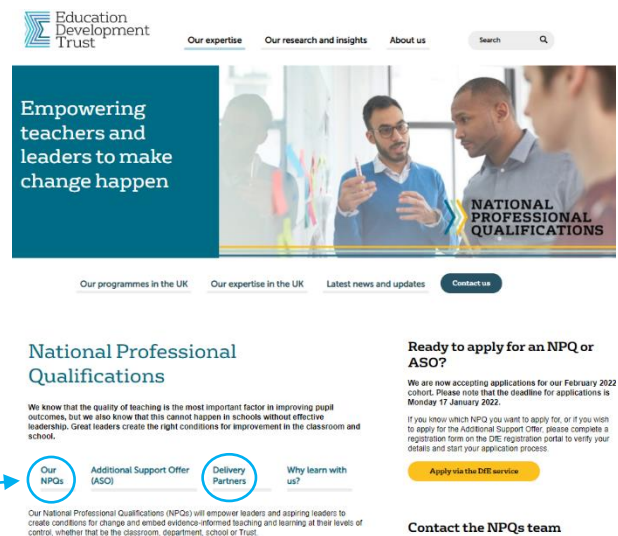 Education
Development
Trust
Our expertise
Our research and insights
About us
Search
Empowering
teachers and
leaders to make
change happen
NATIONAL
PROFESSIONAL
QUALIFICATIONS
Our programmes in the UK
Our expertise in the UK
Latest news and updates
Contact us
National Professional
Qualifications
We know that the quality of teaching is the most important factor in improving pupil
outcomes, but we also know that this cannot happen in schools without effective
leadership. Great leaders create the right conditions for improvement in the classroom and
school.
Our
NPQs
Additional Support Offer
(ASO)
Delivery
Partners
Why learn with
us?
Our National Professional Qualifications (NPQs) will empower leaders and aspiring leaders to
create conditions for change and embed evidence-informed teaching and learning at their levels of
control, whether that be the classroom, department, school or Trust.
Ready to apply for an NPQ or
ASO?
We are now accepting applications for our February 2022
cohort. Please note that the deadline for applications is
Monday 17 January 2022.
If you know which NPQ you want to apply for, or if you wish
to apply for the Additional Support Offer, please complete a
registration form on the DfE registration portal to verify your
details and start your application process.
Apply via the DfE service
Contact the NPQs team